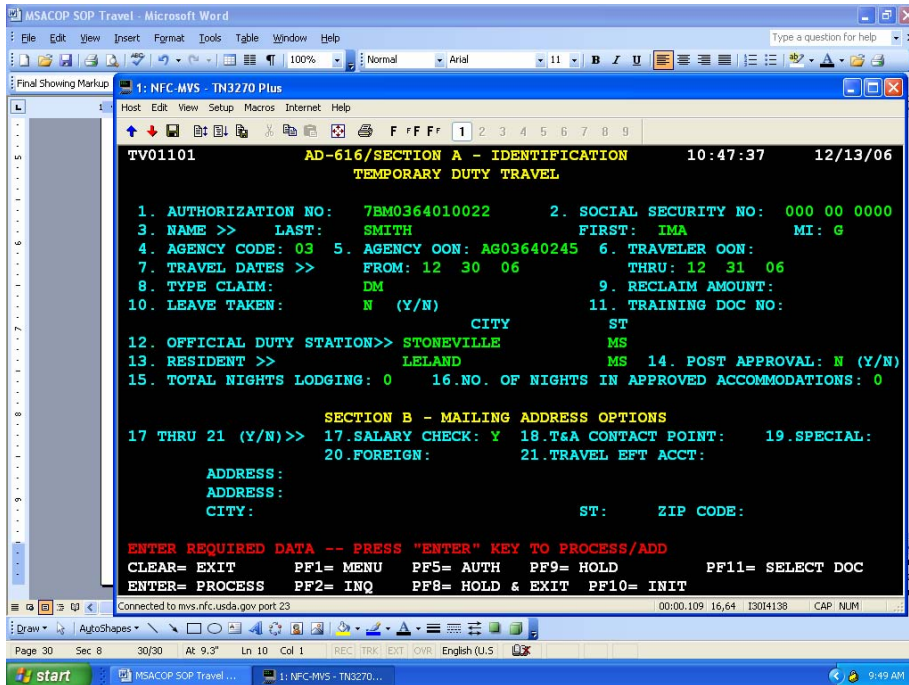 MSACOP SOP Travel - Microsoft Word
File Edit View Insert Format Tools Table Window Help Type a question for help
100% Normal Arial 11 B I U
Final Showing Markup
1: NFC-MVS - TN3270 Plus
Host Edit View Setup Macros Internet Help
1 2 3 4 5 6 7 8 9
TV01101 AD-616/SECTION A - IDENTIFICATION 10:47:37 12/13/06
TEMPORARY DUTY TRAVEL
1. AUTHORIZATION NO: 7BM0364010022 2. SOCIAL SECURITY NO: 000 00 0000
3. NAME >> LAST: SMITH FIRST: IMA MI: G
4. AGENCY CODE: 03 5. AGENCY OON: AG03640245 6. TRAVELER OON:
7. TRAVEL DATES >> FROM: 12 30 06 THRU: 12 31 06
8. TYPE CLAIM: DM 9. RECLAIM AMOUNT:
10. LEAVE TAKEN: N (Y/N) 11. TRAINING DOC NO:
CITY ST
12. OFFICIAL DUTY STATION>> STONEVILLE MS
13. RESIDENT >> LELAND MS 14. POST APPROVAL: N (Y/N)
15. TOTAL NIGHTS LODGING: 0 16.NO. OF NIGHTS IN APPROVED ACCOMMODATIONS: 0
SECTION B - MAILING ADDRESS OPTIONS
17 THRU 21 (Y/N)>> 17.SALARY CHECK: Y 18.T&A CONTACT POINT: 19.SPECIAL:
20.FOREIGN: 21.TRAVEL EFT ACCT:
ADDRESS:
ADDRESS:
CITY: ST: ZIP CODE:
ENTER REQUIRED DATA -- PRESS "ENTER" KEY TO PROCESS/ADD
CLEAR= EXIT PF1= MENU PF5= AUTH PF9= HOLD PF11= SELECT DOC
ENTER= PROCESS PF2= INQ PF8= HOLD & EXIT PF10= INIT
Connected to mvs.nfc.usda.gov port 23 00:00.109 16,64 I30I4138 CAP NUM
Draw AutoShapes
Page 30 Sec 8 30/30 At 9.3" Ln 10 Col 1 REC TRK EXT OVR English (U.S
start MSACOP SOP Travel ... 1: NFC-MVS - TN3270... 9:49 AM